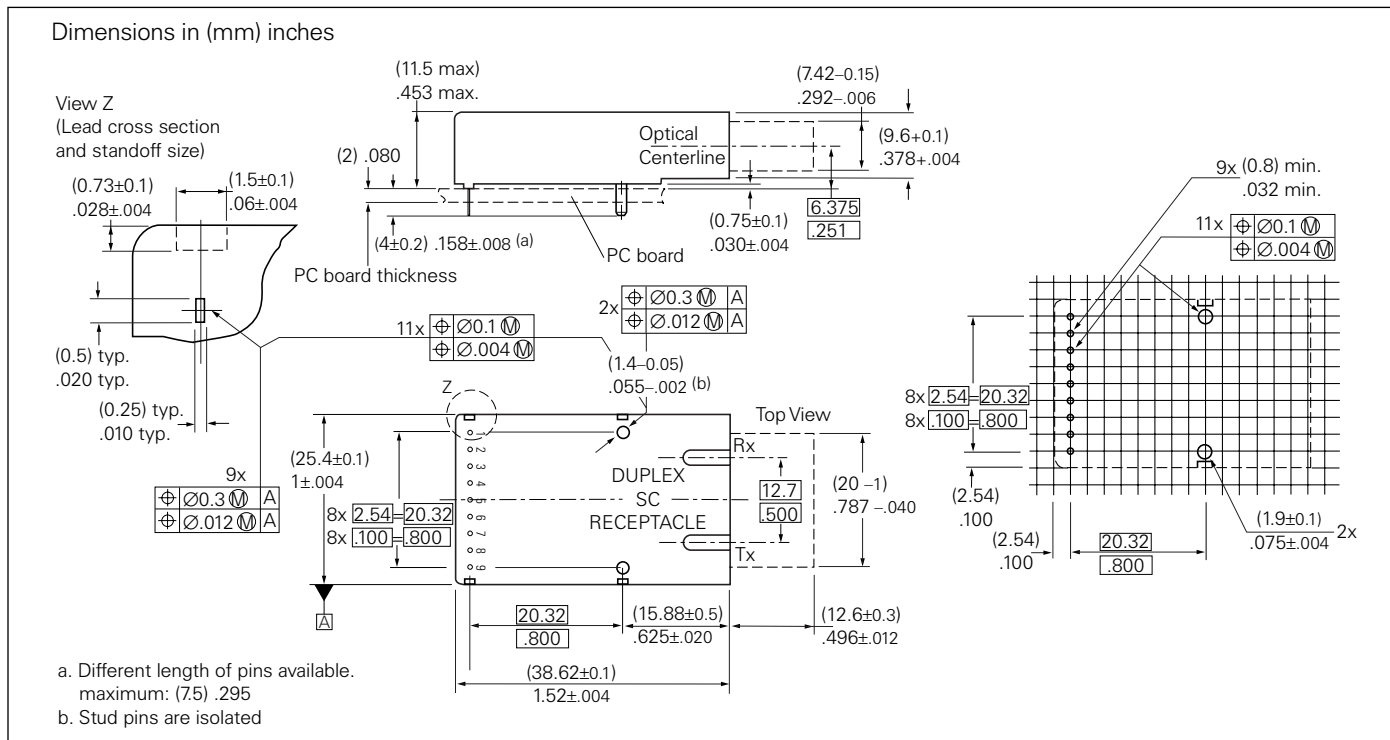 Dimensions in (mm) inches
View Z
(Lead cross section
and standoff size)
(0.73±0.1)
.028±.004
(1.5±0.1)
.06±.004
(0.5) typ.
.020 typ.
(0.25) typ.
.010 typ.
(11.5 max)
.453 max.
(2) .080
(4±0.2) .158±.008 (a)
PC board thickness
PC board
Optical
Centerline
(7.42–0.15)
.292–.006
(9.6+0.1)
.378+.004
(0.75±0.1)
.030±.004
6.375
.251
11x
⌖ Ø0.1 Ⓜ
⌖ Ø.004 Ⓜ
2x
⌖ Ø0.3 Ⓜ A
⌖ Ø.012 Ⓜ A
(1.4–0.05)
.055–.002 (b)
9x
⌖ Ø0.3 Ⓜ A
⌖ Ø.012 Ⓜ A
Z
Top View
(25.4±0.1)
1±.004
8x 2.54=20.32
8x .100=.800
1
2
3
4
5
6
7
8
9
Rx
DUPLEX
SC
RECEPTACLE
Tx
12.7
.500
(20 –1)
.787 –.040
A
20.32
.800
(15.88±0.5)
.625±.020
(12.6±0.3)
.496±.012
(38.62±0.1)
1.52±.004
9x (0.8) min.
.032 min.
11x
⌖ Ø0.1 Ⓜ
⌖ Ø.004 Ⓜ
8x 2.54=20.32
8x .100=.800
(2.54)
.100
(2.54)
.100
20.32
.800
(1.9±0.1)
.075±.004
2x
a. Different length of pins available.
maximum: (7.5) .295
b. Stud pins are isolated